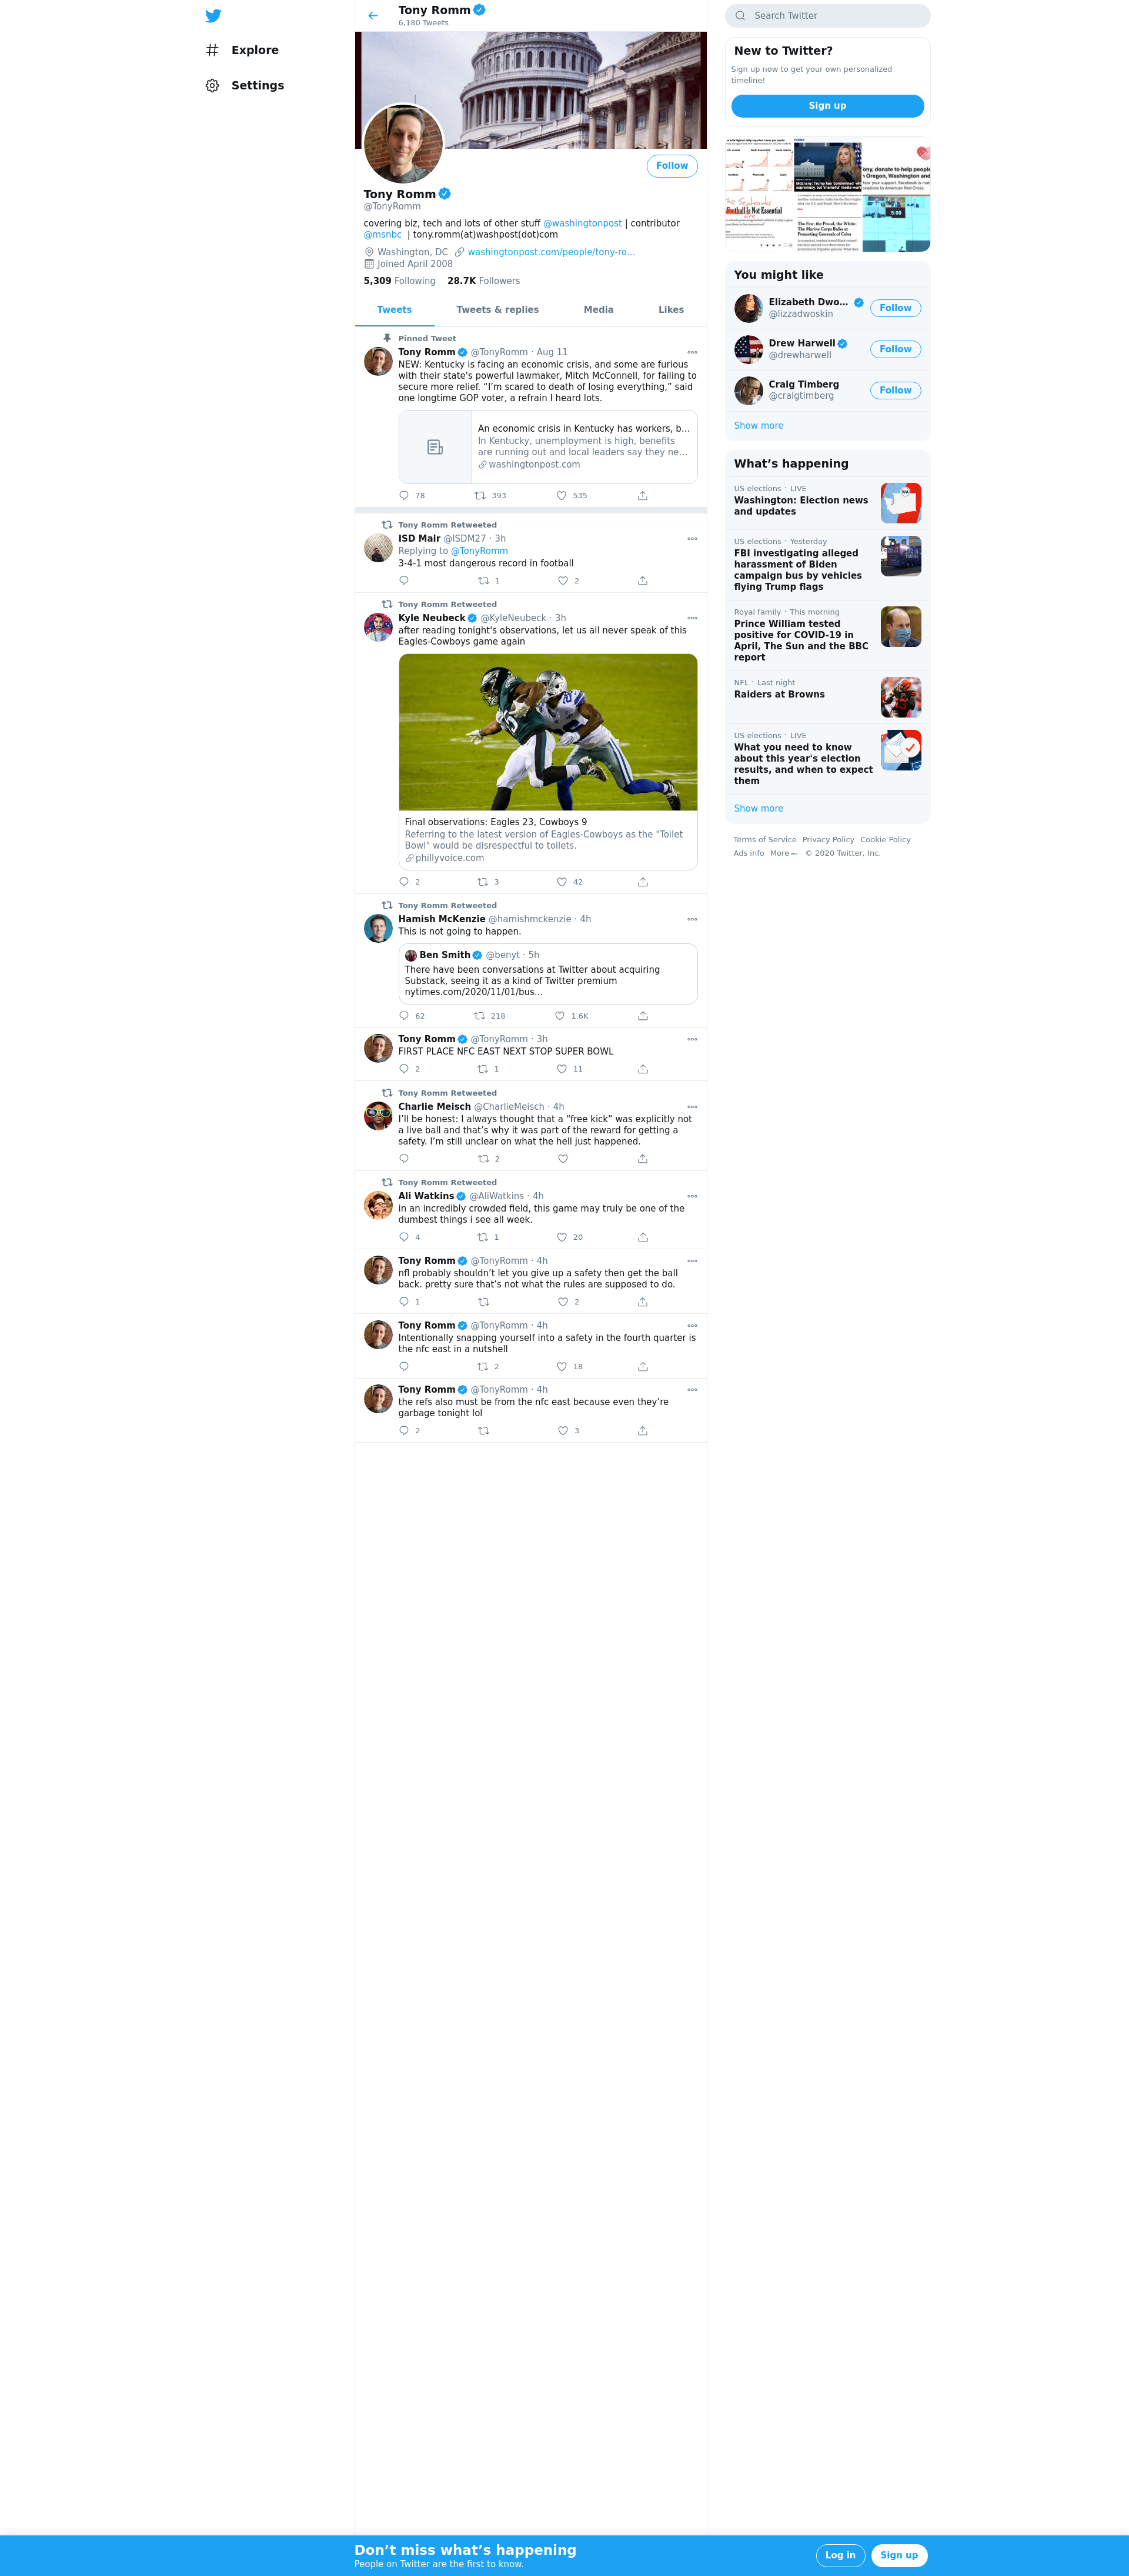 Explore
Settings
Tony Romm
6,180 Tweets
Follow
Tony Romm
@TonyRomm
covering biz, tech and lots of other stuff @washingtonpost | contributor
@msnbc | tony.romm(at)washpost(dot)com
Washington, DC washingtonpost.com/people/tony-ro…
Joined April 2008
5,309 Following 28.7K Followers
Tweets Tweets & replies Media Likes
Pinned Tweet
Tony Romm @TonyRomm · Aug 11
NEW: Kentucky is facing an economic crisis, and some are furious
with their state's powerful lawmaker, Mitch McConnell, for failing to
secure more relief. “I’m scared to death of losing everything,” said
one longtime GOP voter, a refrain I heard lots.
An economic crisis in Kentucky has workers, b…
In Kentucky, unemployment is high, benefits
are running out and local leaders say they ne…
washingtonpost.com
78 393 535
Tony Romm Retweeted
ISD Mair @ISDM27 · 3h
Replying to @TonyRomm
3-4-1 most dangerous record in football
1 2
Tony Romm Retweeted
Kyle Neubeck @KyleNeubeck · 3h
after reading tonight's observations, let us all never speak of this
Eagles-Cowboys game again
Final observations: Eagles 23, Cowboys 9
Referring to the latest version of Eagles-Cowboys as the "Toilet
Bowl" would be disrespectful to toilets.
phillyvoice.com
2 3 42
Tony Romm Retweeted
Hamish McKenzie @hamishmckenzie · 4h
This is not going to happen.
Ben Smith @benyt · 5h
There have been conversations at Twitter about acquiring
Substack, seeing it as a kind of Twitter premium
nytimes.com/2020/11/01/bus…
62 218 1.6K
Tony Romm @TonyRomm · 3h
FIRST PLACE NFC EAST NEXT STOP SUPER BOWL
2 1 11
Tony Romm Retweeted
Charlie Meisch @CharlieMeisch · 4h
I’ll be honest: I always thought that a “free kick” was explicitly not
a live ball and that’s why it was part of the reward for getting a
safety. I’m still unclear on what the hell just happened.
2
Tony Romm Retweeted
Ali Watkins @AliWatkins · 4h
in an incredibly crowded field, this game may truly be one of the
dumbest things i see all week.
4 1 20
Tony Romm @TonyRomm · 4h
nfl probably shouldn’t let you give up a safety then get the ball
back. pretty sure that’s not what the rules are supposed to do.
1 2
Tony Romm @TonyRomm · 4h
Intentionally snapping yourself into a safety in the fourth quarter is
the nfc east in a nutshell
2 18
Tony Romm @TonyRomm · 4h
the refs also must be from the nfc east because even they’re
garbage tonight lol
2 3
Search Twitter
New to Twitter?
Sign up now to get your own personalized
timeline!
Sign up
Football Is Not Essential
The Few, the Proud, the White:
The Marine Corps Balks at
Promoting Generals of Color
5:00
You might like
Elizabeth Dwo…
@lizzadwoskin
Follow
Drew Harwell
@drewharwell
Follow
Craig Timberg
@craigtimberg
Follow
Show more
What’s happening
US elections · LIVE
Washington: Election news
and updates
US elections · Yesterday
FBI investigating alleged
harassment of Biden
campaign bus by vehicles
flying Trump flags
Royal family · This morning
Prince William tested
positive for COVID-19 in
April, The Sun and the BBC
report
NFL · Last night
Raiders at Browns
US elections · LIVE
What you need to know
about this year's election
results, and when to expect
them
Show more
Terms of Service Privacy Policy Cookie Policy
Ads info More © 2020 Twitter, Inc.
Don’t miss what’s happening
People on Twitter are the first to know.
Log in
Sign up